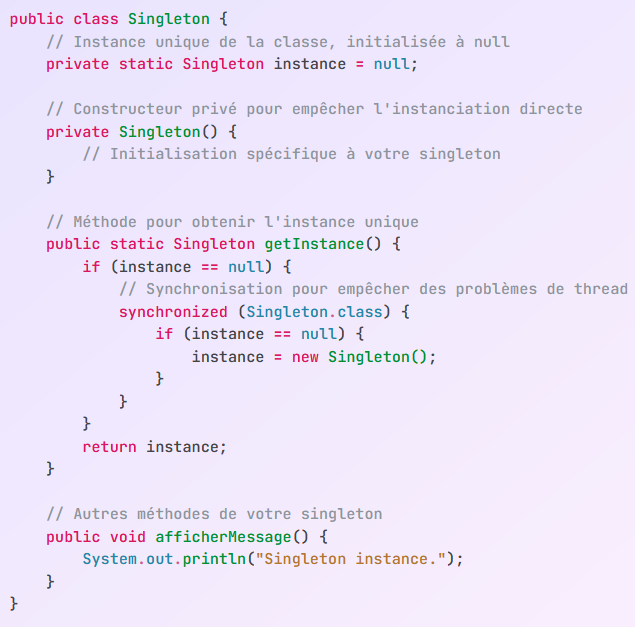 public class Singleton {
    // Instance unique de la classe, initialisée à null
    private static Singleton instance = null;

    // Constructeur privé pour empêcher l'instanciation directe
    private Singleton() {
        // Initialisation spécifique à votre singleton
    }

    // Méthode pour obtenir l'instance unique
    public static Singleton getInstance() {
        if (instance == null) {
            // Synchronisation pour empêcher des problèmes de thread
            synchronized (Singleton.class) {
                if (instance == null) {
                    instance = new Singleton();
                }
            }
        }
        return instance;
    }

    // Autres méthodes de votre singleton
    public void afficherMessage() {
        System.out.println("Singleton instance.");
    }
}